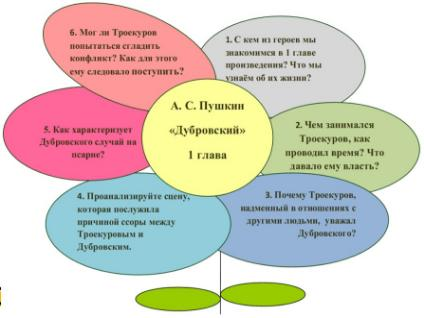 6. Мог ли Троекуров
попытаться сгладить
конфликт? Как для этого
ему следовало поступить?
1. С кем из героев мы
знакомимся в 1 главе
произведения? Что мы
узнаём об их жизни?
А. С. Пушкин
«Дубровский»
1 глава
5. Как характеризует
Дубровского случай на
псарне?
2. Чем занимался
Троекуров, как
проводил время? Что
давало ему власть?
4. Проанализируйте сцену,
которая послужила
причиной ссоры между
Троекуровым и
Дубровским.
3. Почему Троекуров,
надменный в отношениях с
другими людьми, уважал
Дубровского?